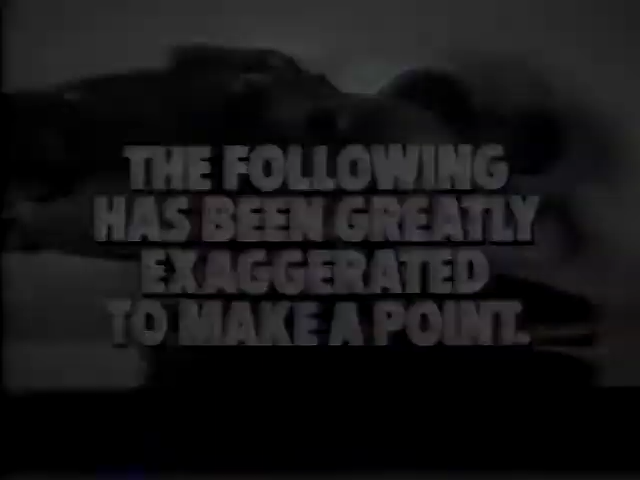 THE FOLLOWING
HAS BEEN GREATLY
EXAGGERATED
TO MAKE A POINT.